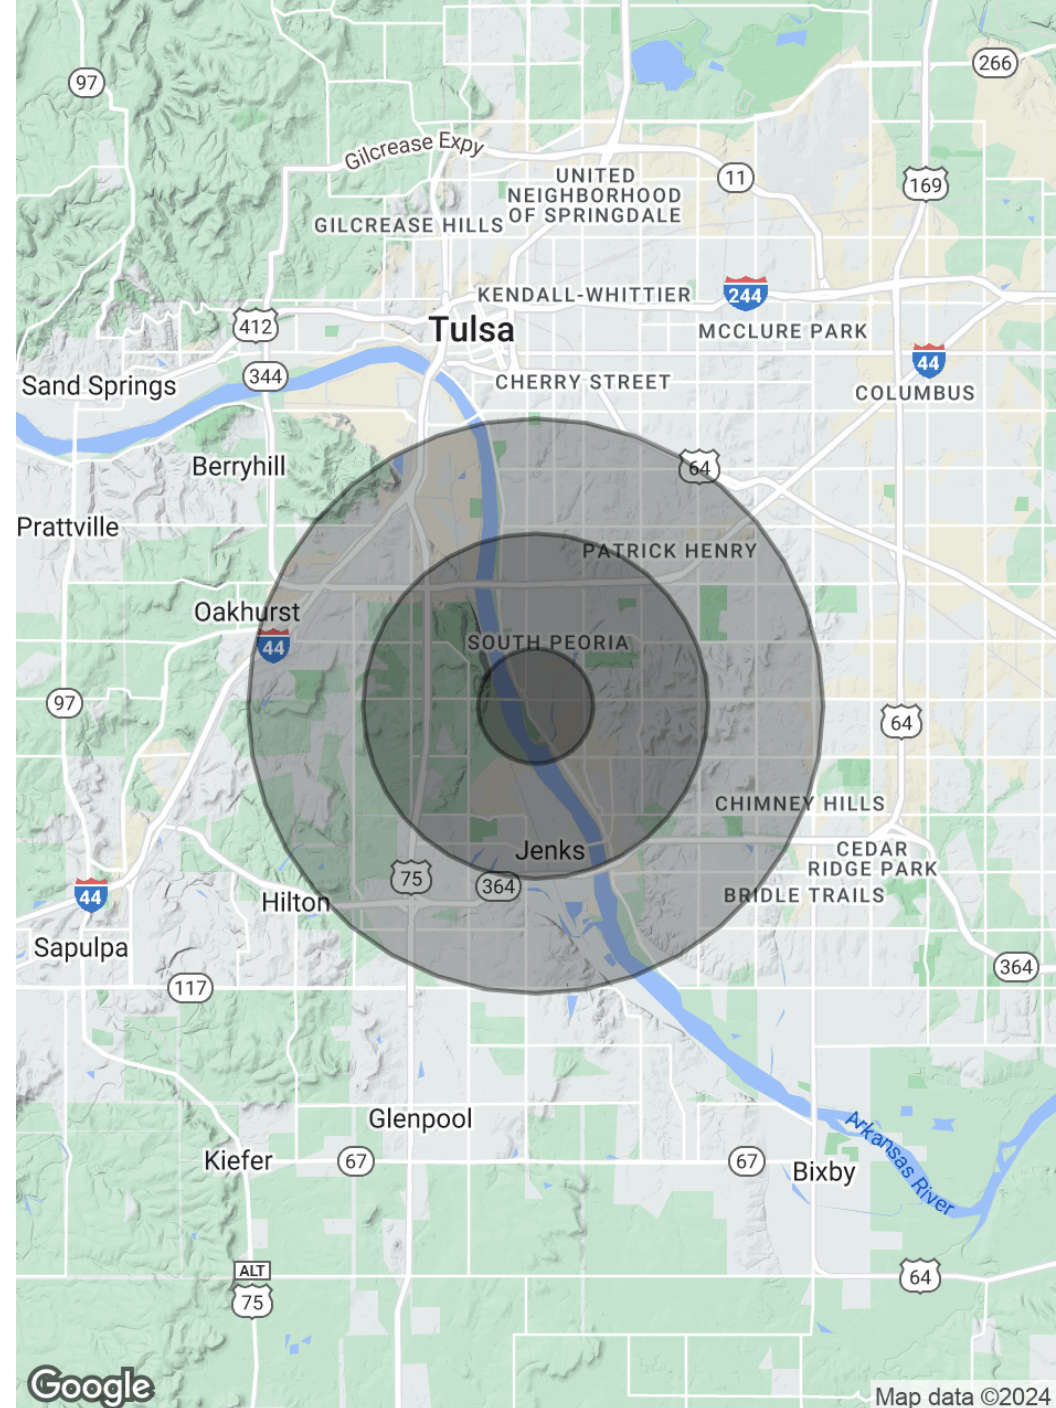 97
266
Gilcrease Expy
11
UNITED
NEIGHBORHOOD
OF SPRINGDALE
169
GILCREASE HILLS
KENDALL-WHITTIER
244
412
Tulsa
MCCLURE PARK
44
344
Sand Springs
CHERRY STREET
COLUMBUS
Berryhill
64
Prattville
PATRICK HENRY
Oakhurst
44
SOUTH PEORIA
97
64
CHIMNEY HILLS
Jenks
CEDAR
RIDGE PARK
75
364
44
Hilton
BRIDLE TRAILS
Sapulpa
364
117
Glenpool
Arkansas River
Kiefer
67
67
Bixby
ALT
75
64
Google
Map data ©2024